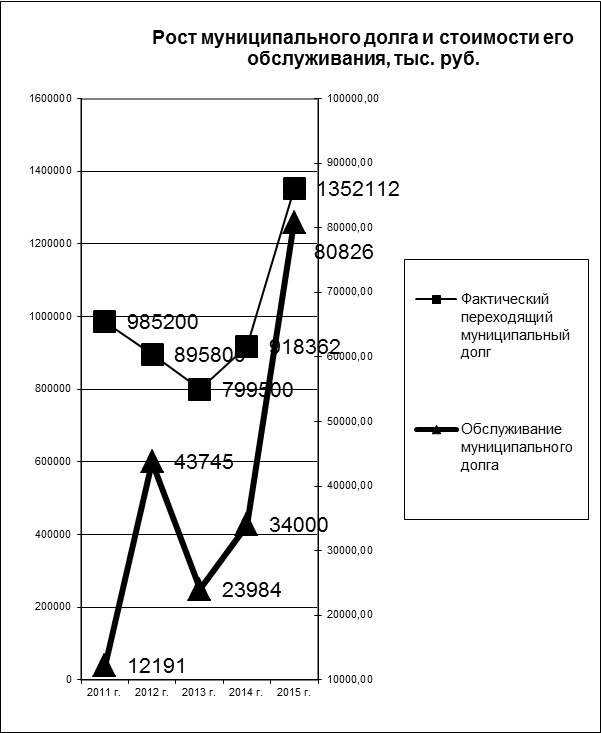 Рост муниципального долга и стоимости его
обслуживания, тыс. руб.
1600000
1400000
1200000
1000000
800000
600000
400000
200000
0
100000,00
90000,00
80000,00
70000,00
60000,00
50000,00
40000,00
30000,00
20000,00
10000,00
985200
895800
799500
918362
1352112
12191
43745
23984
34000
80826
2011 г. 2012 г. 2013 г. 2014 г. 2015 г.
Фактический
переходящий
муниципальный
долг
Обслуживание
муниципального
долга